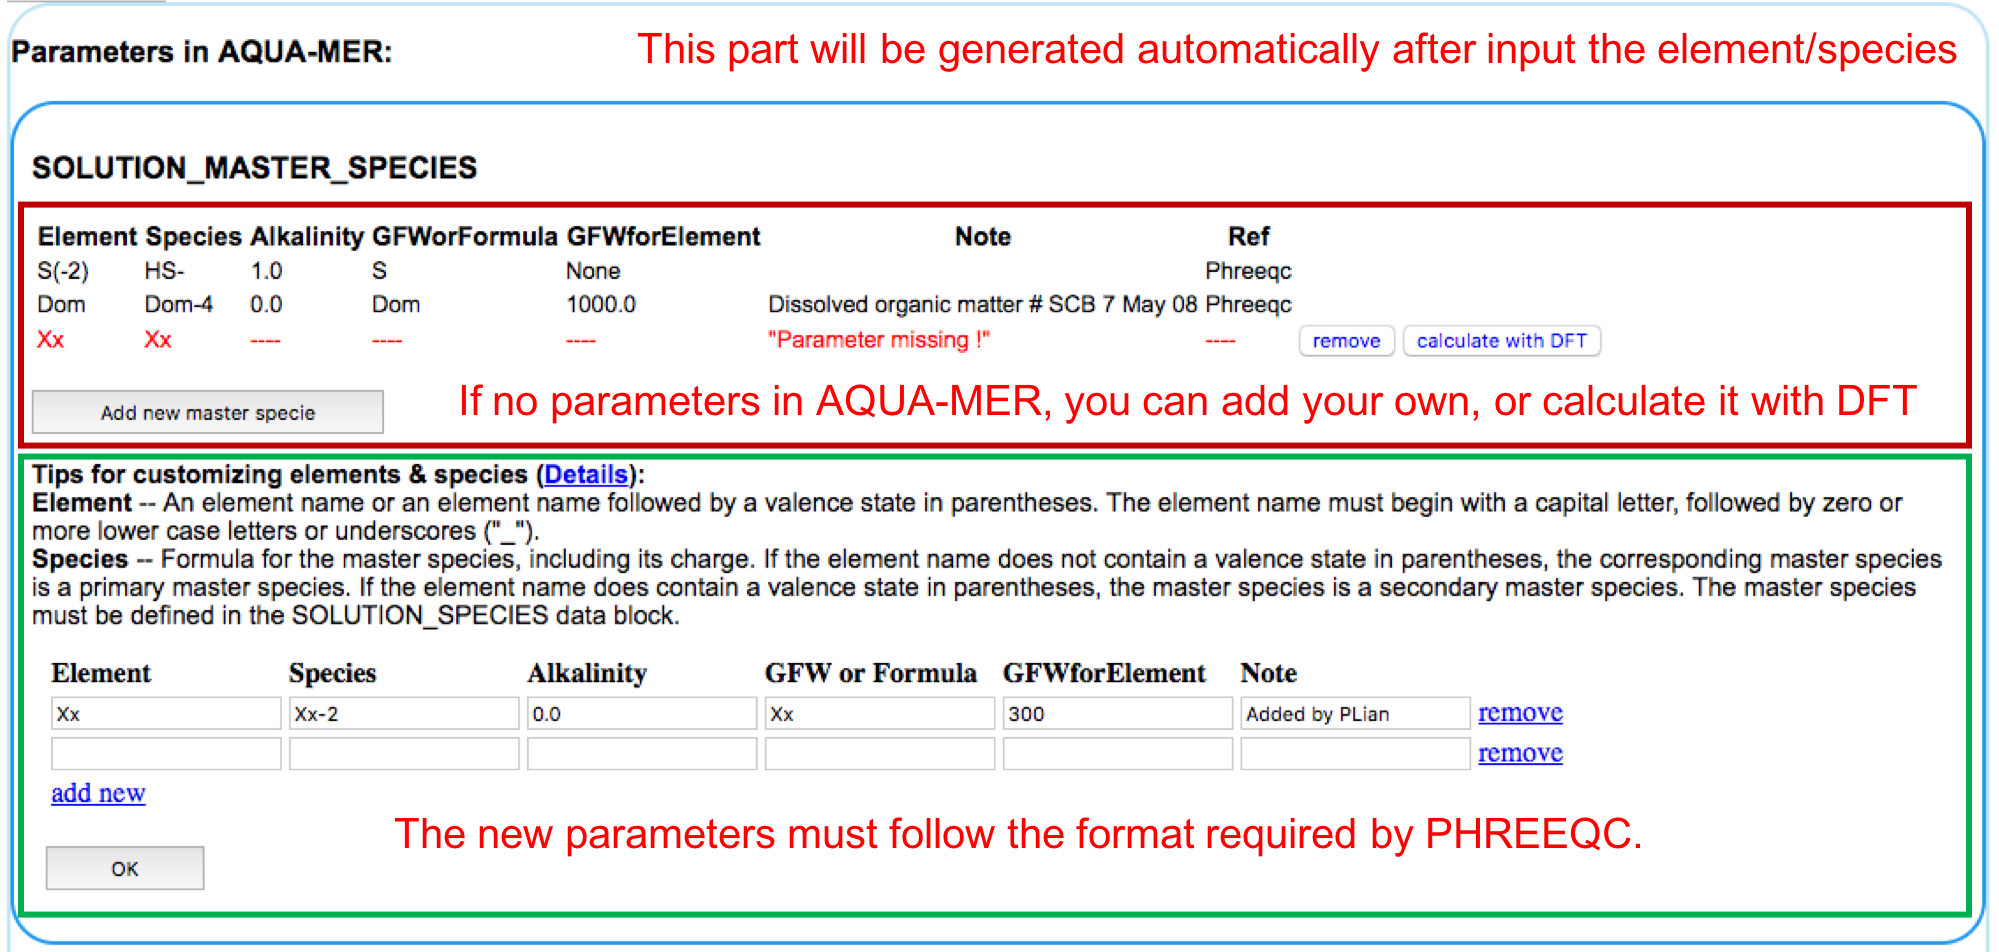 Parameters in AQUA-MER:
This part will be generated automatically after input the element/species
SOLUTION_MASTER_SPECIES
Element Species Alkalinity GFWorFormula GFWforElement Note Ref
S(-2) HS- 1.0 S None Phreeqc
Dom Dom-4 0.0 Dom 1000.0 Dissolved organic matter # SCB 7 May 08 Phreeqc
Xx Xx ---- ---- ---- "Parameter missing !" ---- remove calculate with DFT
Add new master specie
If no parameters in AQUA-MER, you can add your own, or calculate it with DFT
Tips for customizing elements & species (Details):
Element -- An element name or an element name followed by a valence state in parentheses. The element name must begin with a capital letter, followed by zero or
more lower case letters or underscores ("_").
Species -- Formula for the master species, including its charge. If the element name does not contain a valence state in parentheses, the corresponding master species
is a primary master species. If the element name does contain a valence state in parentheses, the master species is a secondary master species. The master species
must be defined in the SOLUTION_SPECIES data block.
Element Species Alkalinity GFW or Formula GFWforElement Note
Xx Xx-2 0.0 Xx 300 Added by PLian remove
remove
add new
The new parameters must follow the format required by PHREEQC.
OK